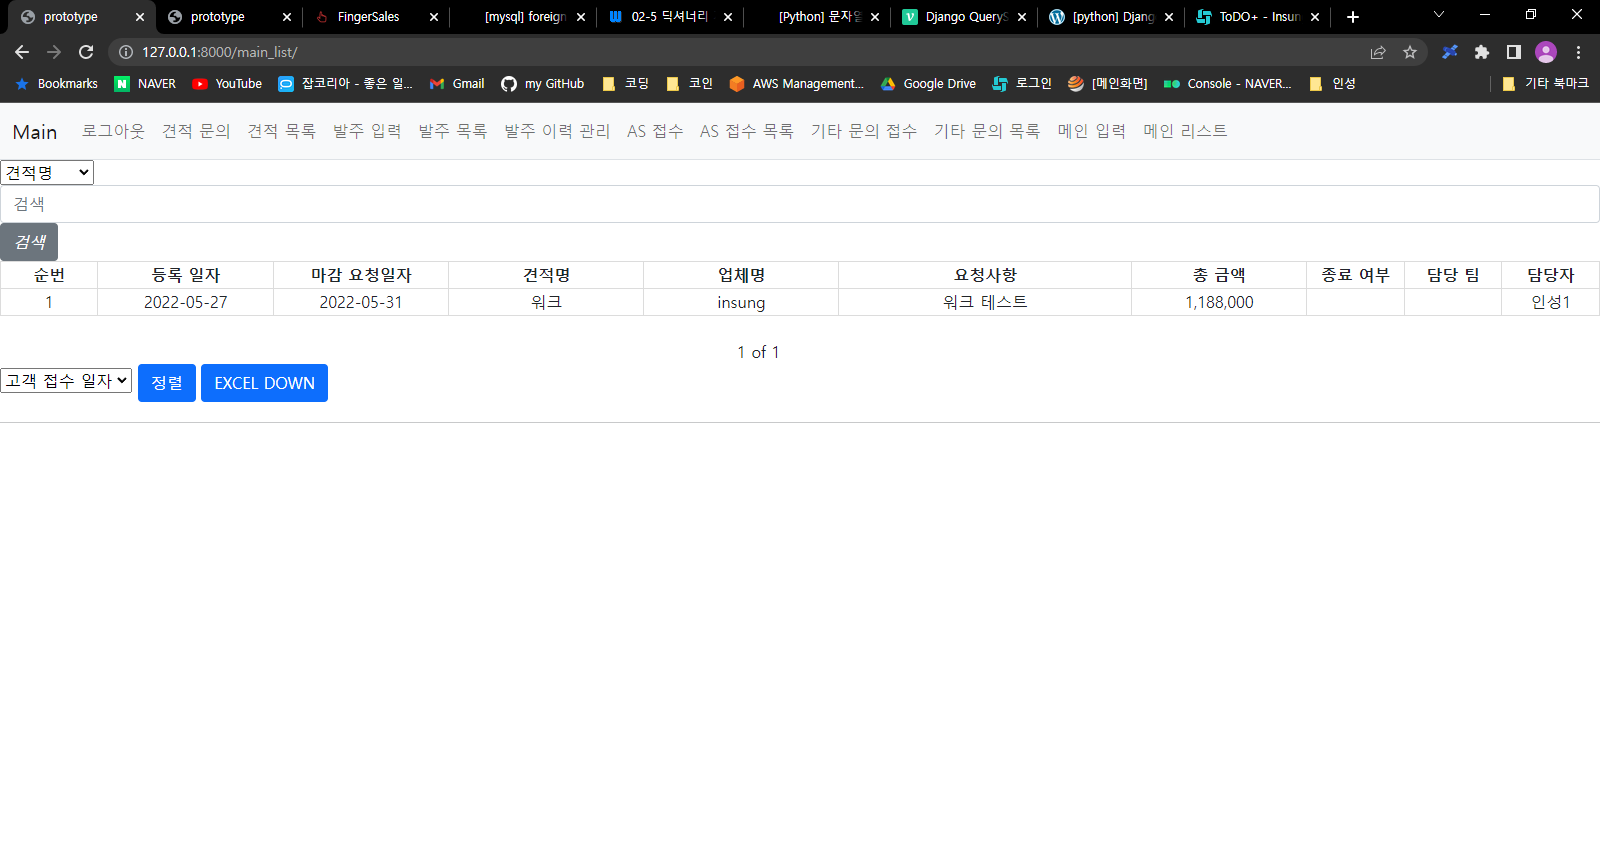 prototype
prototype
FingerSales
[mysql] foreign
02-5 딕셔너리
[Python] 문자열
Django QueryS
[python] Djang
ToDO+ - Insun
127.0.0.1:8000/main_list/
Bookmarks NAVER YouTube 잡코리아 - 좋은 일... Gmail my GitHub 코딩 코인 AWS Management... Google Drive 로그인 [메인화면] Console - NAVER... 인성 기타 북마크
Main 로그아웃 견적 문의 견적 목록 발주 입력 발주 목록 발주 이력 관리 AS 접수 AS 접수 목록 기타 문의 접수 기타 문의 목록 메인 입력 메인 리스트
견적명
검색
검색
순번 등록 일자 마감 요청일자 견적명 업체명 요청사항 총 금액 종료 여부 담당 팀 담당자
1 2022-05-27 2022-05-31 워크 insung 워크 테스트 1,188,000 인성1
1 of 1
고객 접수 일자 정렬 EXCEL DOWN